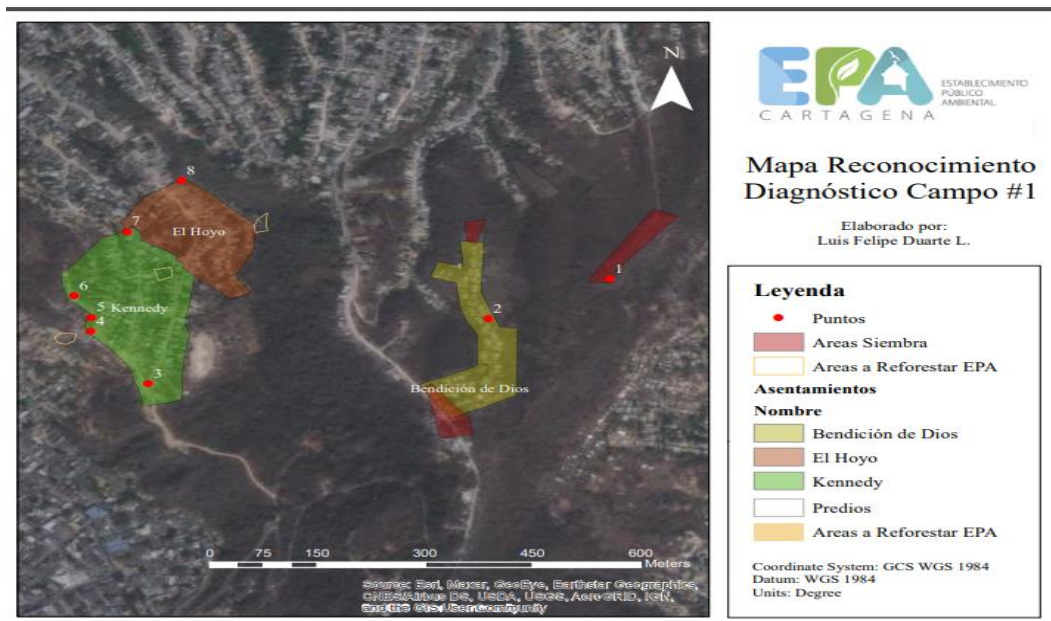 N
8
7
El Hoyo
1
6
5
Kennedy
4
2
3
Bendición de Dios
0 75 150 300 450 600
Meters
Source: Esri, Maxar, GeoEye, Earthstar Geographics,
CNES/Airbus DS, USDA, USGS, AeroGRID, IGN,
and the GIS User Community
EPA
ESTABLECIMIENTO
PÚBLICO
AMBIENTAL
CARTAGENA
Mapa Reconocimiento
Diagnóstico Campo #1
Elaborado por:
Luis Felipe Duarte L.
Leyenda
Puntos
Areas Siembra
Areas a Reforestar EPA
Asentamientos
Nombre
Bendición de Dios
El Hoyo
Kennedy
Predios
Areas a Reforestar EPA
Coordinate System: GCS WGS 1984
Datum: WGS 1984
Units: Degree